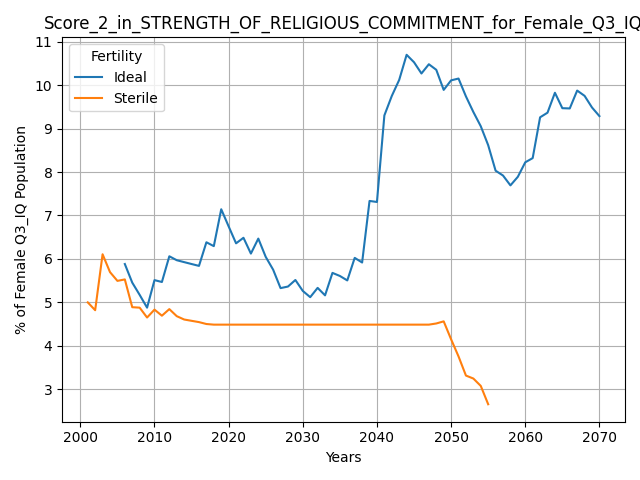 Score_2_in_STRENGTH_OF_RELIGIOUS_COMMITMENT_for_Female_Q3_IQ
Fertility
Ideal
Sterile
% of Female Q3_IQ Population
11
10
9
8
7
6
5
4
3
2000 2010 2020 2030 2040 2050 2060 2070
Years